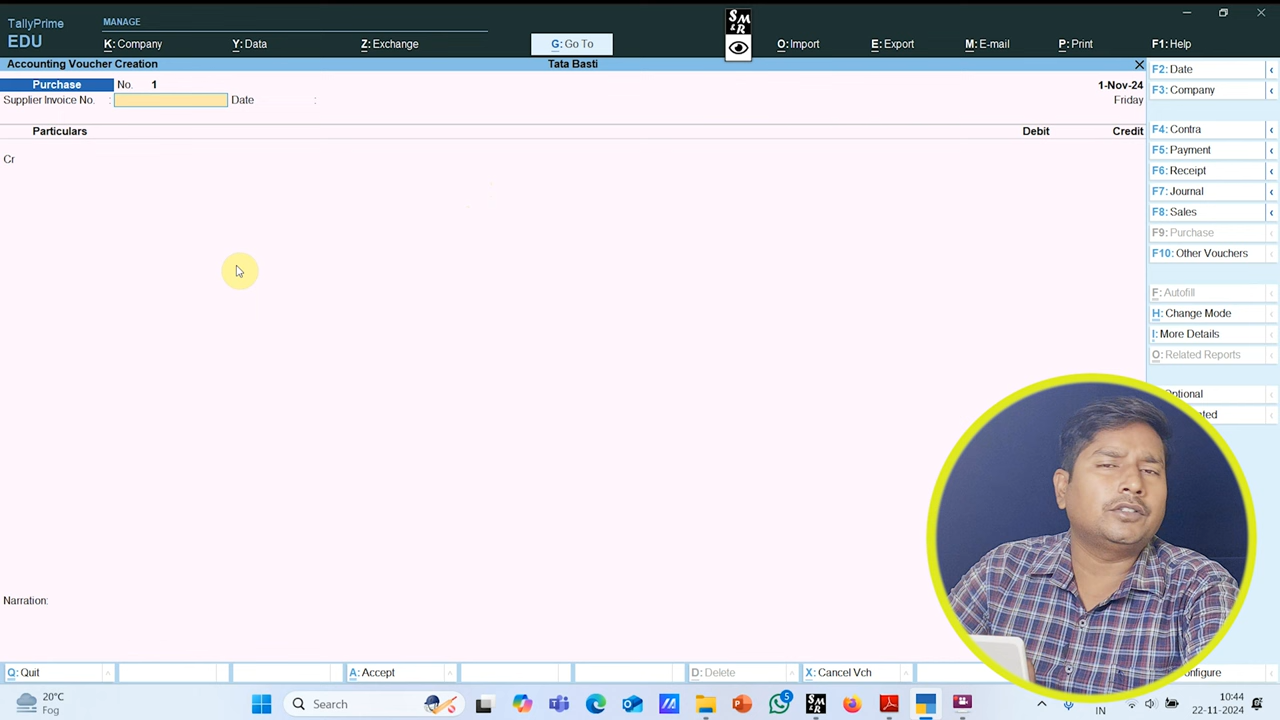 TallyPrime
EDU
MANAGE
K: Company
Y: Data
Z: Exchange
G: Go To
SM
&R
O: Import
E: Export
M: E-mail
P: Print
F1: Help
Accounting Voucher Creation
Tata Basti
Purchase No. 1
1-Nov-24
Supplier Invoice No. : Date :
Friday
Particulars Debit Credit
Cr
F2: Date
F3: Company
F4: Contra
F5: Payment
F6: Receipt
F7: Journal
F8: Sales
F9: Purchase
F10: Other Vouchers
F: Autofill
H: Change Mode
I: More Details
O: Related Reports
Optional
Narration:
Q: Quit
A: Accept
D: Delete
X: Cancel Vch
20°C
Fog
Search
5
IN
10:44
22-11-2024